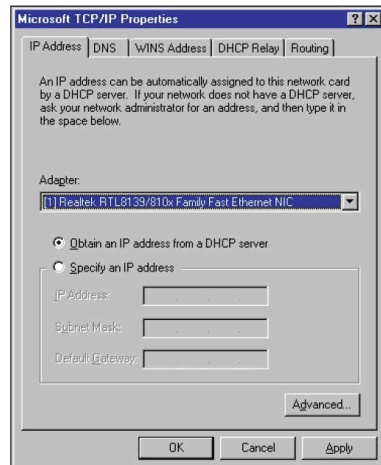 Microsoft TCP/IP Properties
IP Address DNS WINS Address DHCP Relay Routing
An IP address can be automatically assigned to this network card
by a DHCP server. If your network does not have a DHCP server,
ask your network administrator for an address, and then type it in
the space below.
Adapter:
[1] Realtek RTL8139/810x Family Fast Ethernet NIC
Obtain an IP address from a DHCP server
Specify an IP address
IP Address:
Subnet Mask:
Default Gateway:
Advanced...
OK Cancel Apply